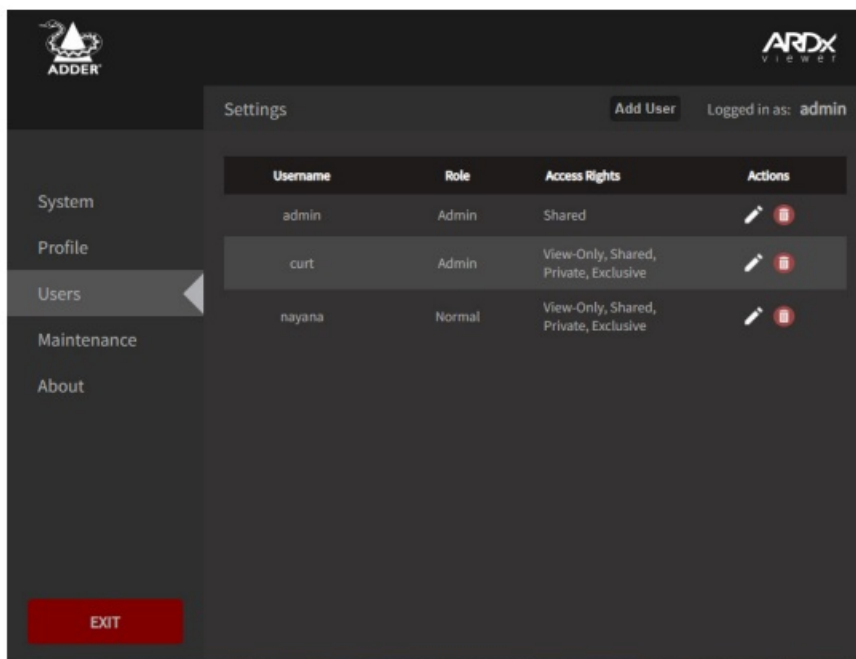 ADDER
ARDx
viewer
Settings
Add User
Logged in as: admin
System
Profile
Users
Maintenance
About
Username Role Access Rights Actions
admin Admin Shared
curt Admin View-Only, Shared,
Private, Exclusive
nayana Normal View-Only, Shared,
Private, Exclusive
EXIT